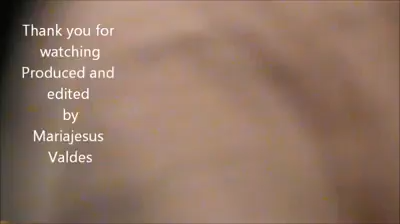 Thank you for
watching
Produced and
edited
by
Mariajesus
Valdes